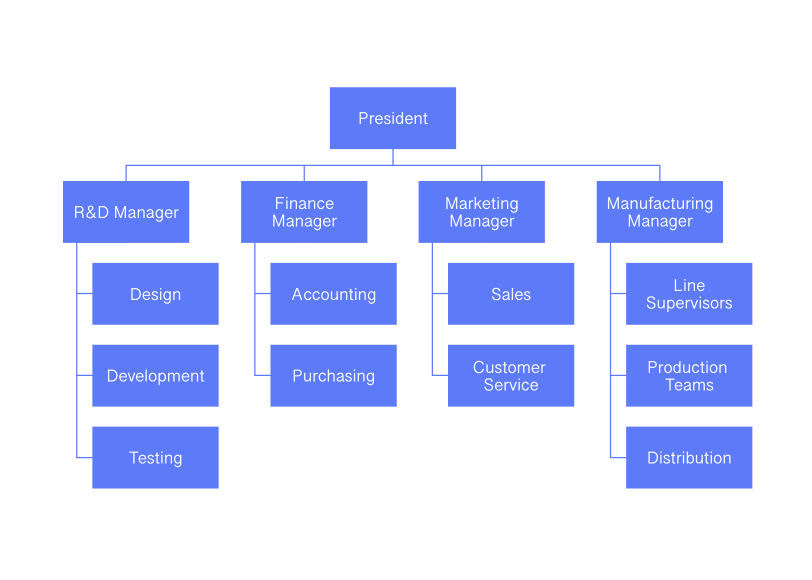 President
R&D Manager
Finance
Manager
Marketing
Manager
Manufacturing
Manager
Design
Accounting
Sales
Line
Supervisors
Development
Purchasing
Customer
Service
Production
Teams
Testing
Distribution